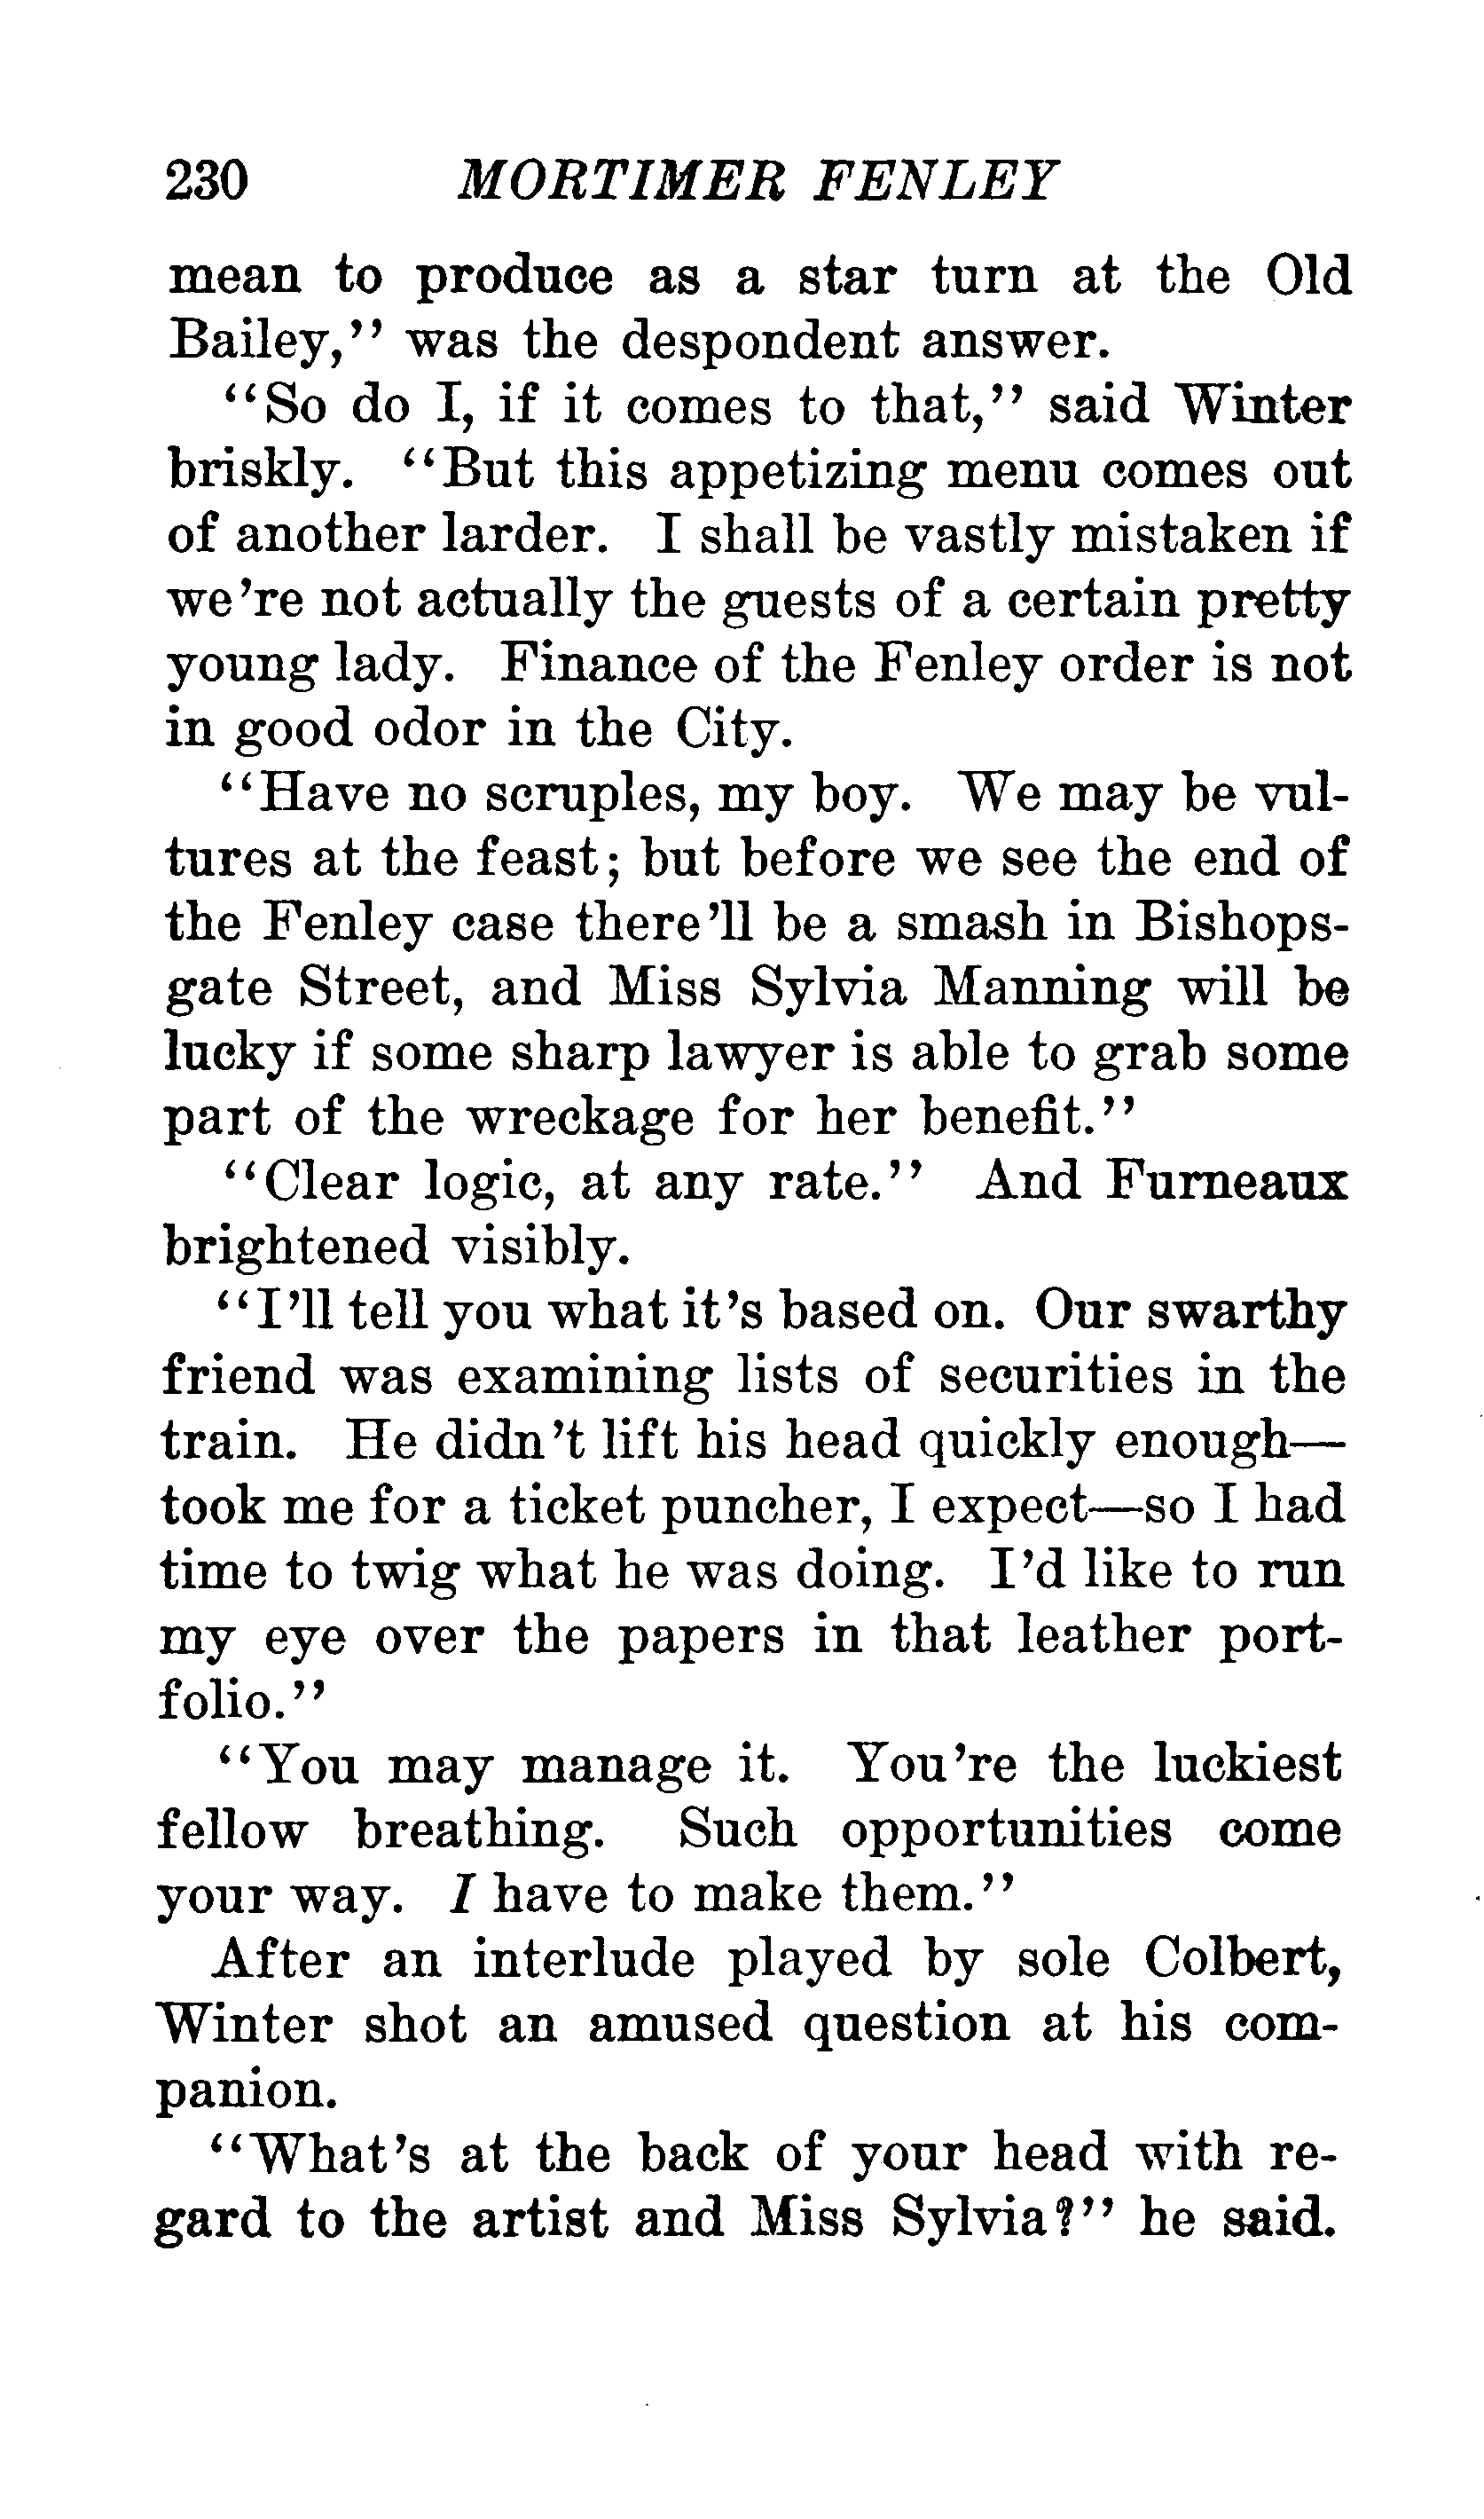 230 MORTIMER FENLEY
mean to produce as a star turn at the Old
Bailey,'' was the despondent answer.
''So do I, if it comes to that,'' said Winter
briskly. ''But this appetizing menu comes out
of another larder. I shall be vastly mistaken if
we're not actually the guests of a certain pretty
young lady. Finance of the Fenley order is not
in good odor in the City.
''Have no scruples, my boy. We may be vul-
tures at the feast; but before we see the end of
the Fenley case there'll be a smash in Bishops-
gate Street, and Miss Sylvia Manning will be
lucky if some sharp lawyer is able to grab some
part of the wreckage for her benefit.''
''Clear logic, at any rate.'' And Furneaux
brightened visibly.
''I'll tell you what it's based on. Our swarthy
friend was examining lists of securities in the
train. He didn't lift his head quickly enough—
took me for a ticket puncher, I expect—so I had
time to twig what he was doing. I'd like to run
my eye over the papers in that leather port-
folio.''
''You may manage it. You're the luckiest
fellow breathing. Such opportunities come
your way. I have to make them.''
After an interlude played by sole Colbert,
Winter shot an amused question at his com-
panion.
''What's at the back of your head with re-
gard to the artist and Miss Sylvia?'' he said.